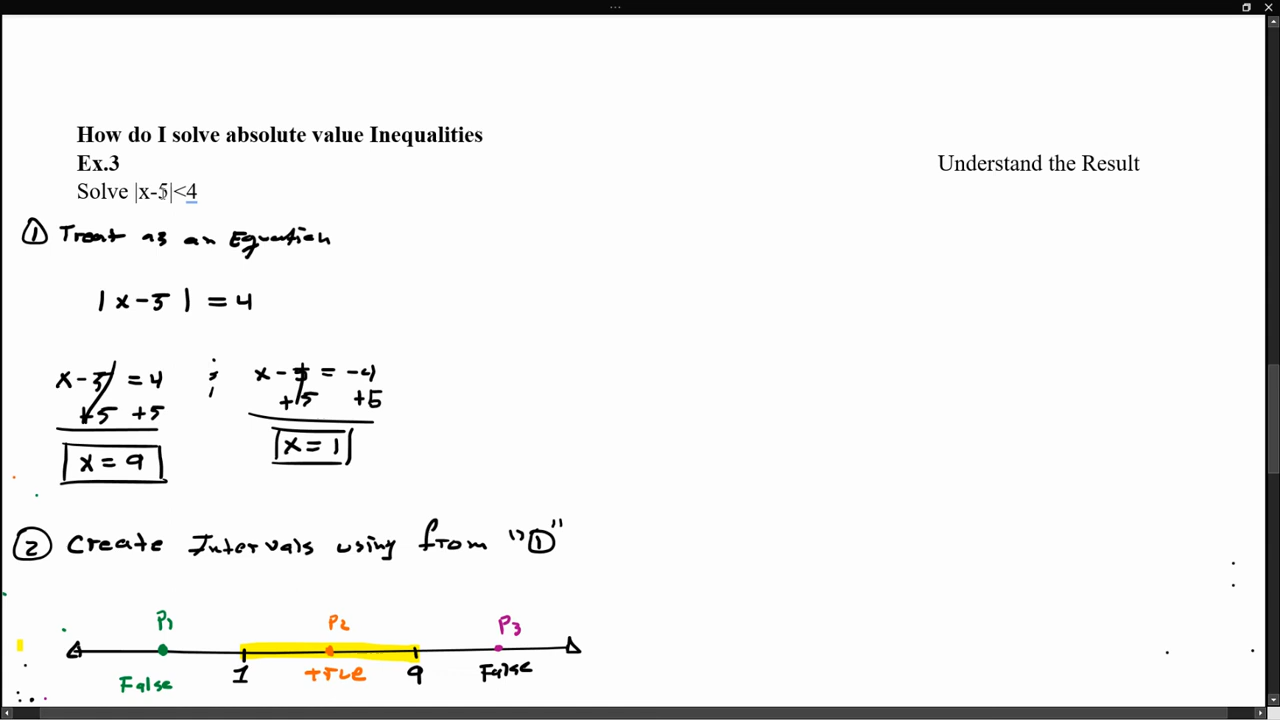 How do I solve absolute value Inequalities
Ex.3
Understand the Result
Solve |x-5|<4
① Treat as an Equation
|x-5| = 4
x-5 = 4 ; x-5 = -4
+5 +5 +5 +5
x = 9 x = 1
② Create Intervals using from "①"
P1 P2 P3
1 9
False true False